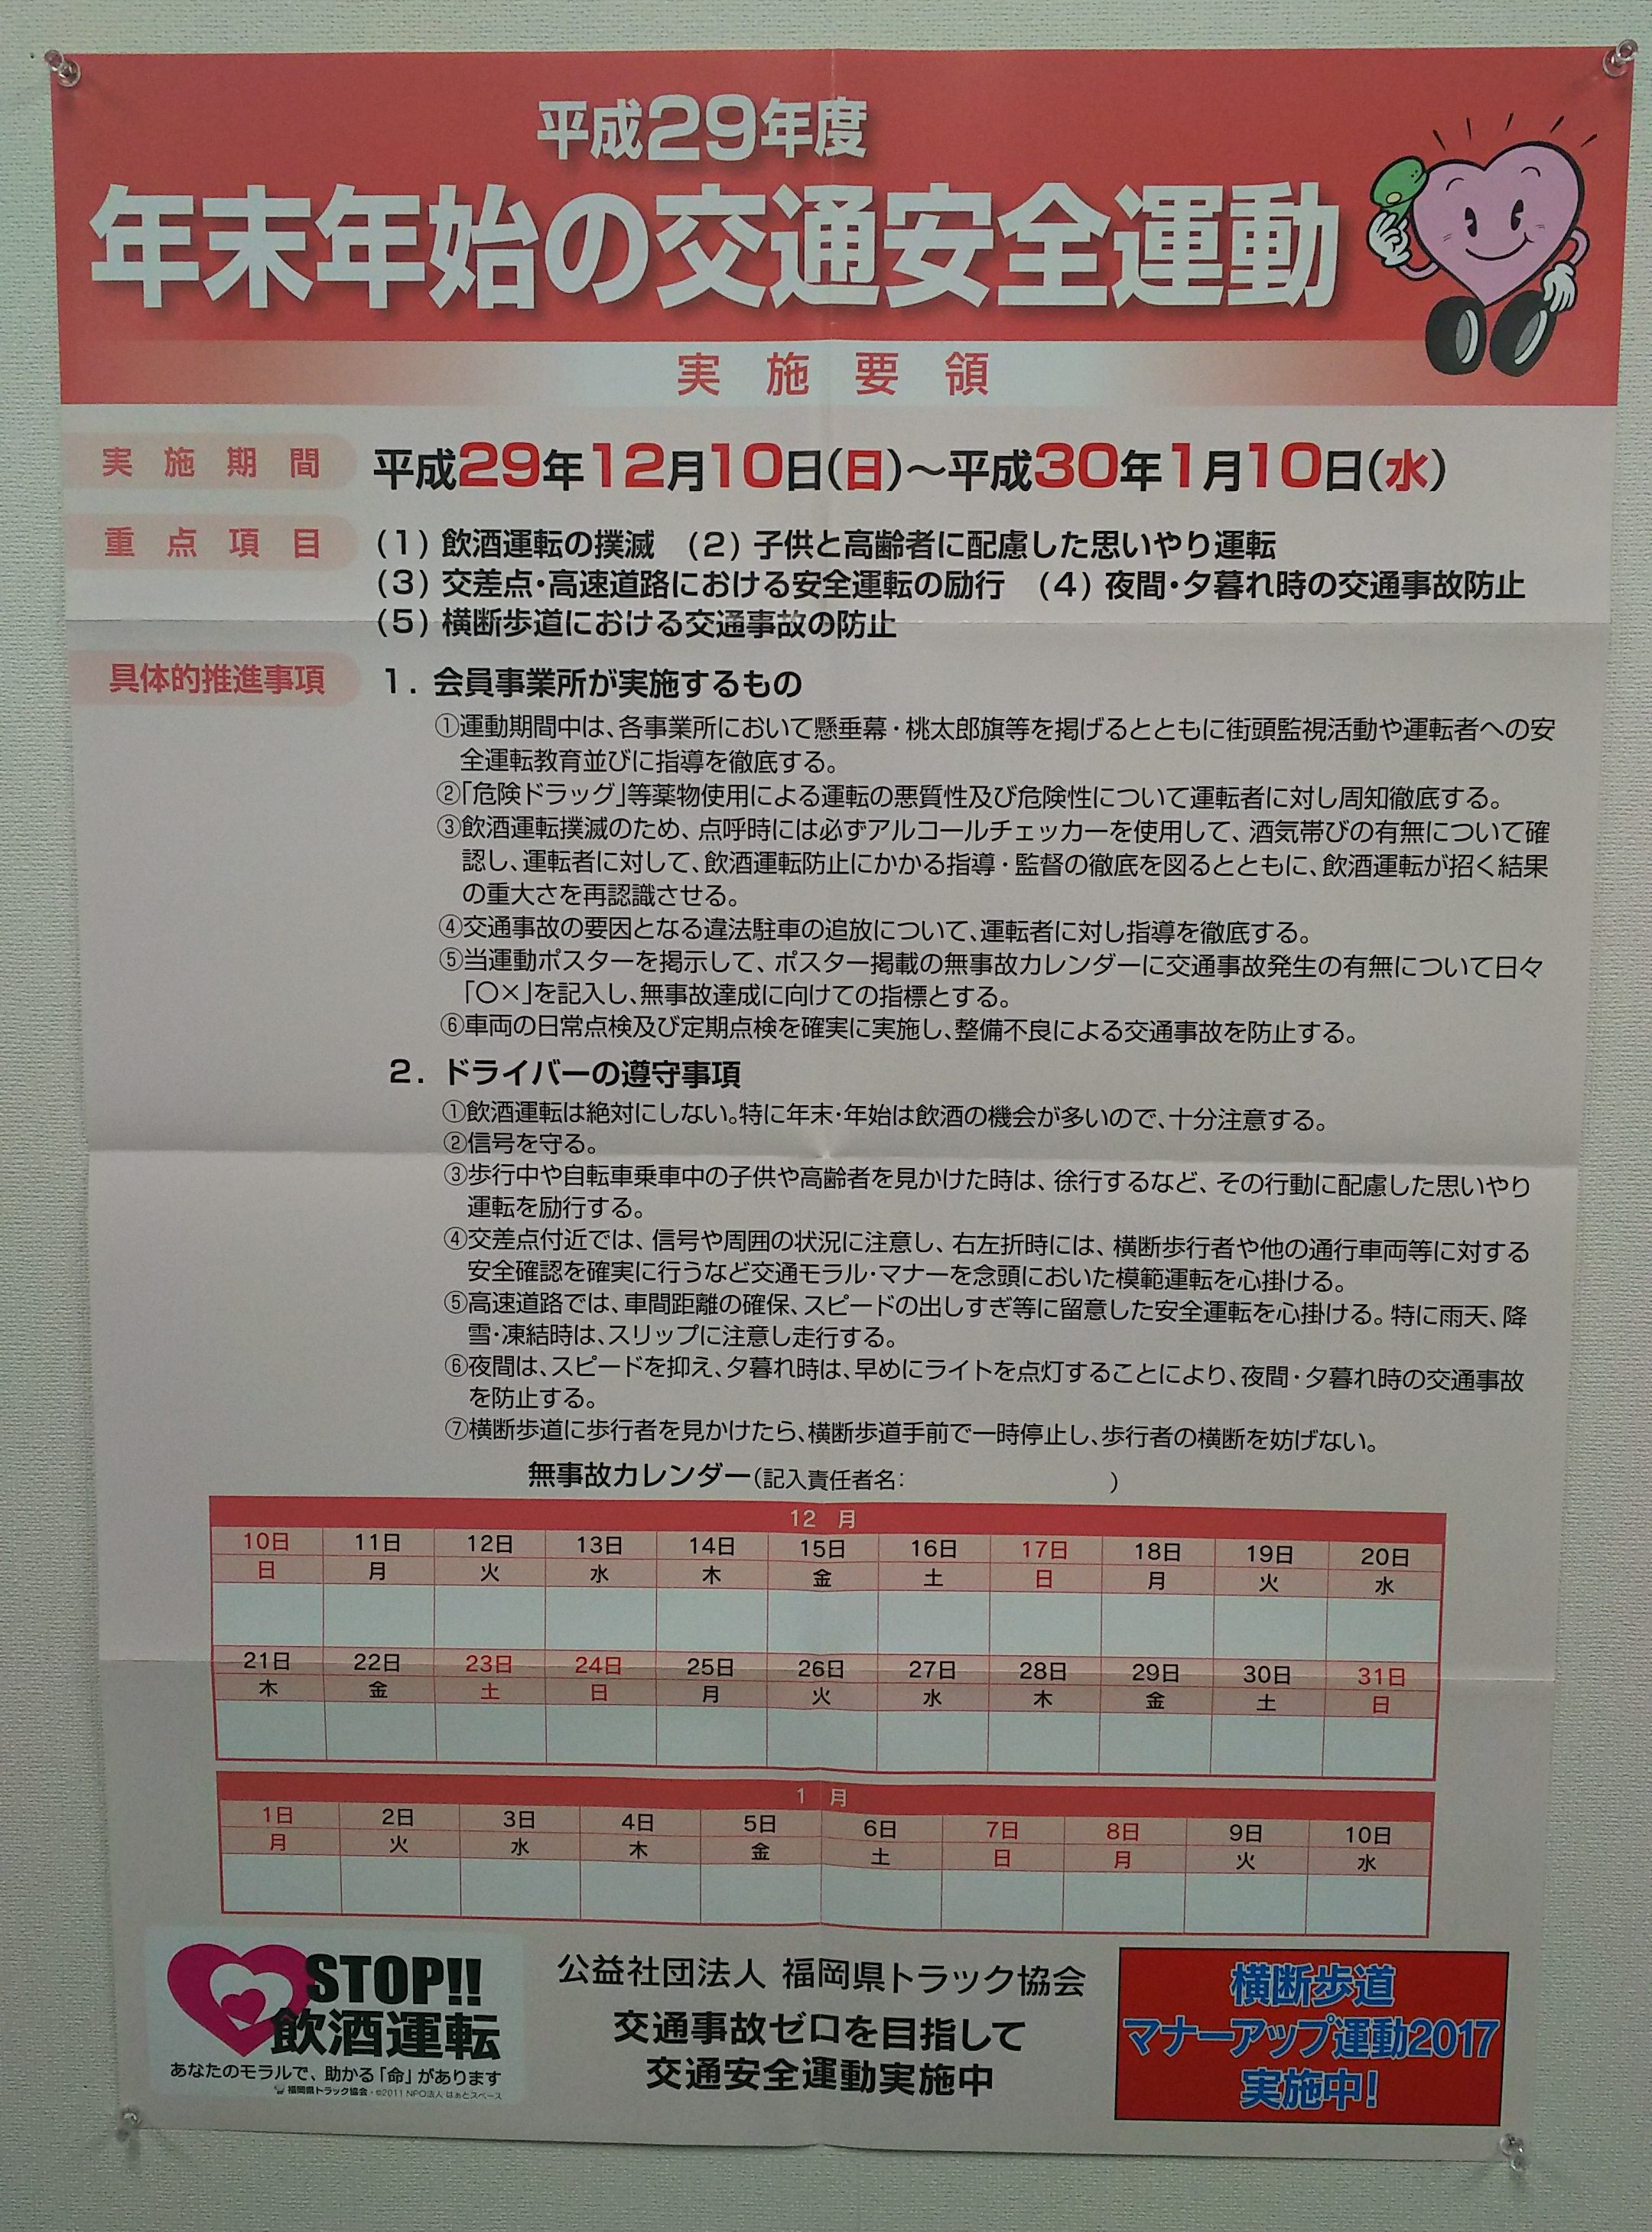 平成29年度
年末年始の交通安全運動
実施要領
実施期間
平成29年12月10日(日)～平成30年1月10日(水)
重点項目
(1) 飲酒運転の撲滅 (2) 子供と高齢者に配慮した思いやり運転
(3) 交差点・高速道路における安全運転の励行 (4) 夜間・夕暮れ時の交通事故防止
(5) 横断歩道における交通事故の防止
具体的推進事項
1. 会員事業所が実施するもの
①運動期間中は、各事業所において懸垂幕・桃太郎旗等を掲げるとともに街頭監視活動や運転者への安
全運転教育並びに指導を徹底する。
②「危険ドラッグ」等薬物使用による運転の悪質性及び危険性について運転者に対し周知徹底する。
③飲酒運転撲滅のため、点呼時には必ずアルコールチェッカーを使用して、酒気帯びの有無について確
認し、運転者に対して、飲酒運転防止にかかる指導・監督の徹底を図るとともに、飲酒運転が招く結果
の重大さを再認識させる。
④交通事故の要因となる違法駐車の追放について、運転者に対し指導を徹底する。
⑤当運動ポスターを掲示して、ポスター掲載の無事故カレンダーに交通事故発生の有無について日々
「○×」を記入し、無事故達成に向けての指標とする。
⑥車両の日常点検及び定期点検を確実に実施し、整備不良による交通事故を防止する。
2. ドライバーの遵守事項
①飲酒運転は絶対にしない。特に年末・年始は飲酒の機会が多いので、十分注意する。
②信号を守る。
③歩行中や自転車乗車中の子供や高齢者を見かけた時は、徐行するなど、その行動に配慮した思いやり
運転を励行する。
④交差点付近では、信号や周囲の状況に注意し、右左折時には、横断歩行者や他の通行車両等に対する
安全確認を確実に行うなど交通モラル・マナーを念頭においた模範運転を心掛ける。
⑤高速道路では、車間距離の確保、スピードの出しすぎ等に留意した安全運転を心掛ける。特に雨天、降
雪・凍結時は、スリップに注意し走行する。
⑥夜間は、スピードを抑え、夕暮れ時は、早めにライトを点灯することにより、夜間・夕暮れ時の交通事故
を防止する。
⑦横断歩道に歩行者を見かけたら、横断歩道手前で一時停止し、歩行者の横断を妨げない。
無事故カレンダー(記入責任者名: )
12 月
10日 11日 12日 13日 14日 15日 16日 17日 18日 19日 20日
日 月 火 水 木 金 土 日 月 火 水
21日 22日 23日 24日 25日 26日 27日 28日 29日 30日 31日
木 金 土 日 月 火 水 木 金 土 日
1 月
1日 2日 3日 4日 5日 6日 7日 8日 9日 10日
月 火 水 木 金 土 日 月 火 水
STOP!!
飲酒運転
あなたのモラルで、助かる「命」があります
福岡県トラック協会・©2011 NPO法人 はぁとスペース
公益社団法人 福岡県トラック協会
交通事故ゼロを目指して
交通安全運動実施中
横断歩道
マナーアップ運動2017
実施中!